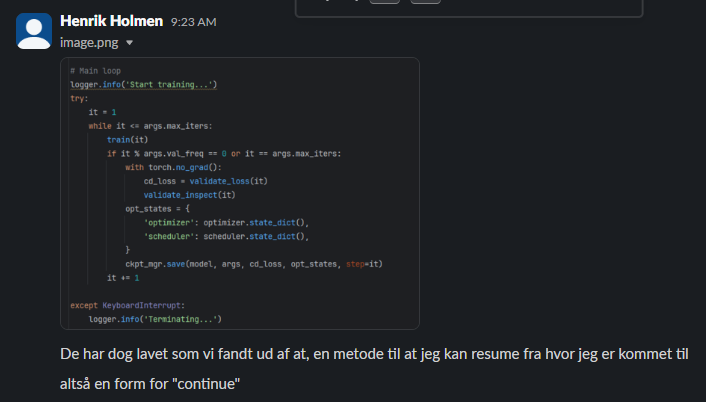 Henrik Holmen 9:23 AM
image.png
# Main loop
logger.info('Start training...')
try:
    it = 1
    while it <= args.max_iters:
        train(it)
        if it % args.val_freq == 0 or it == args.max_iters:
            with torch.no_grad():
                cd_loss = validate_loss(it)
                validate_inspect(it)
            opt_states = {
                'optimizer': optimizer.state_dict(),
                'scheduler': scheduler.state_dict(),
            }
            ckpt_mgr.save(model, args, cd_loss, opt_states, step=it)
        it += 1
except KeyboardInterrupt:
    logger.info('Terminating...')
De har dog lavet som vi fandt ud af at, en metode til at jeg kan resume fra hvor jeg er kommet til
altså en form for "continue"